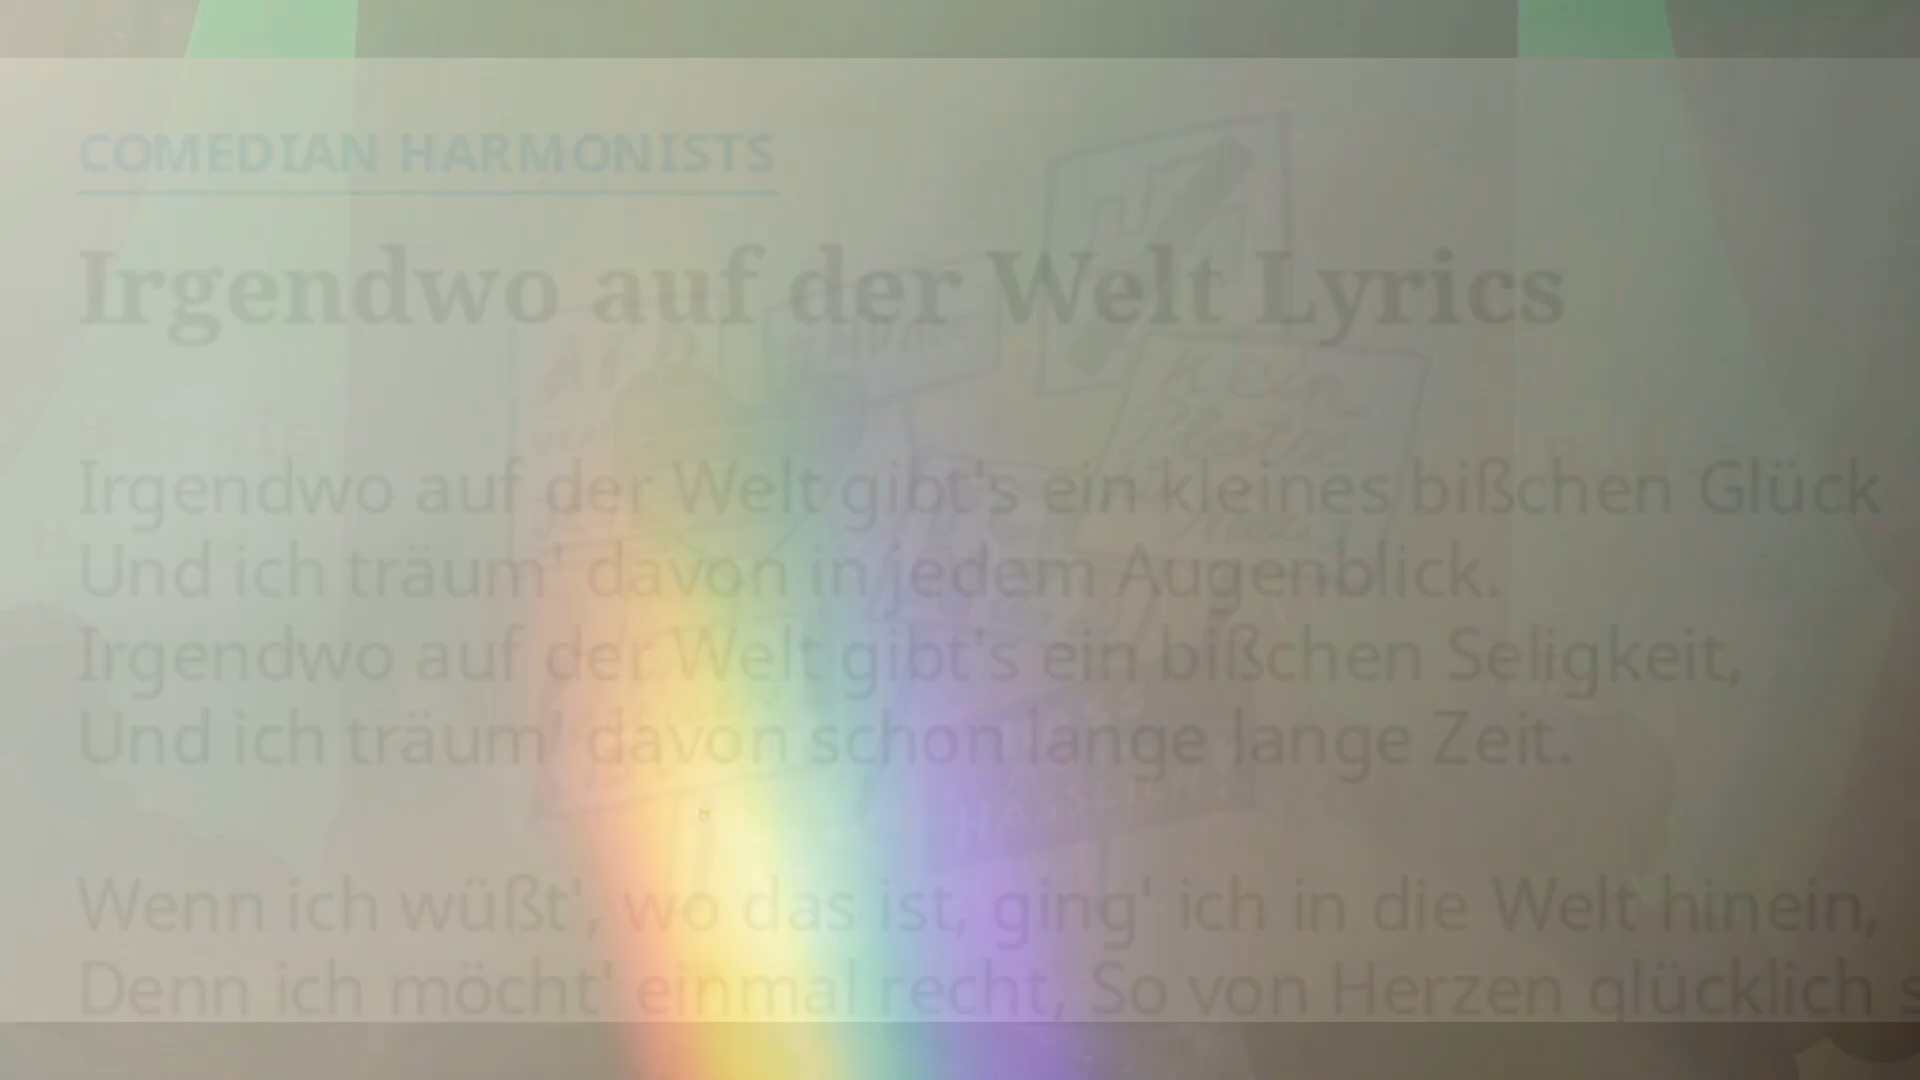 COMEDIAN HARMONISTS
Irgendwo auf der Welt Lyrics
AFD
Kein
Platz
Irgendwo auf der Welt gibt's ein kleines bißchen Glück
Und ich träum' davon in jedem Augenblick.
Irgendwo auf der Welt gibt's ein bißchen Seligkeit,
Und ich träum' davon schon lange lange Zeit.
Wenn ich wüßt', wo das ist, ging' ich in die Welt hinein,
Denn ich möcht' einmal recht, So von Herzen glücklich s